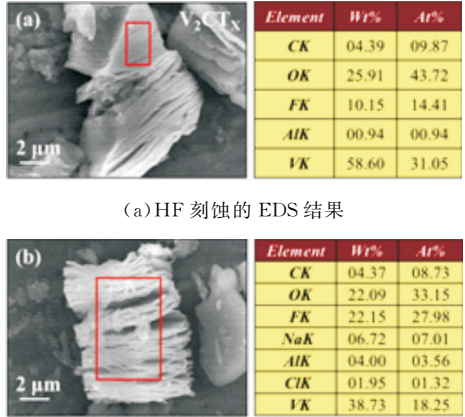 (a) V₂CTₓ
2 μm
Element Wt% At%
CK 04.39 09.87
OK 25.91 43.72
FK 10.15 14.41
AlK 00.94 00.94
VK 58.60 31.05
(a)HF 刻蚀的 EDS 结果
(b)
2 μm
Element Wt% At%
CK 04.37 08.73
OK 22.09 33.15
FK 22.15 27.98
NaK 06.72 07.01
AlK 04.00 03.56
ClK 01.95 01.32
VK 38.73 18.25